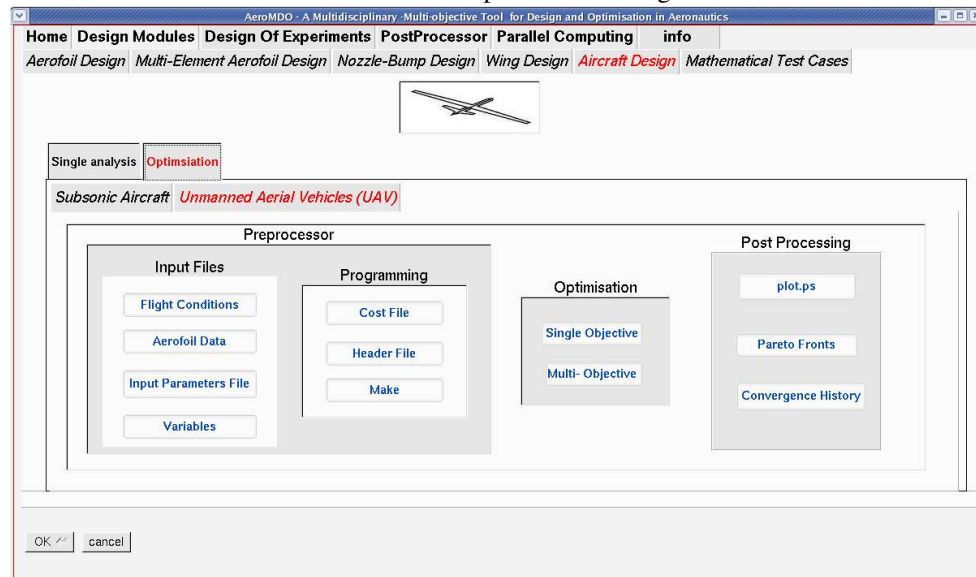 AeroMDO - A Multidisciplinary -Multi-objective Tool for Design and Optimisation in Aeronautics
Home Design Modules Design Of Experiments PostProcessor Parallel Computing info
Aerofoil Design Multi-Element Aerofoil Design Nozzle-Bump Design Wing Design Aircraft Design Mathematical Test Cases
Single analysis Optimsiation
Subsonic Aircraft Unmanned Aerial Vehicles (UAV)
Preprocessor
Input Files
Flight Conditions
Aerofoil Data
Input Parameters File
Variables
Programming
Cost File
Header File
Make
Optimisation
Single Objective
Multi- Objective
Post Processing
plot.ps
Pareto Fronts
Convergence History
OK cancel